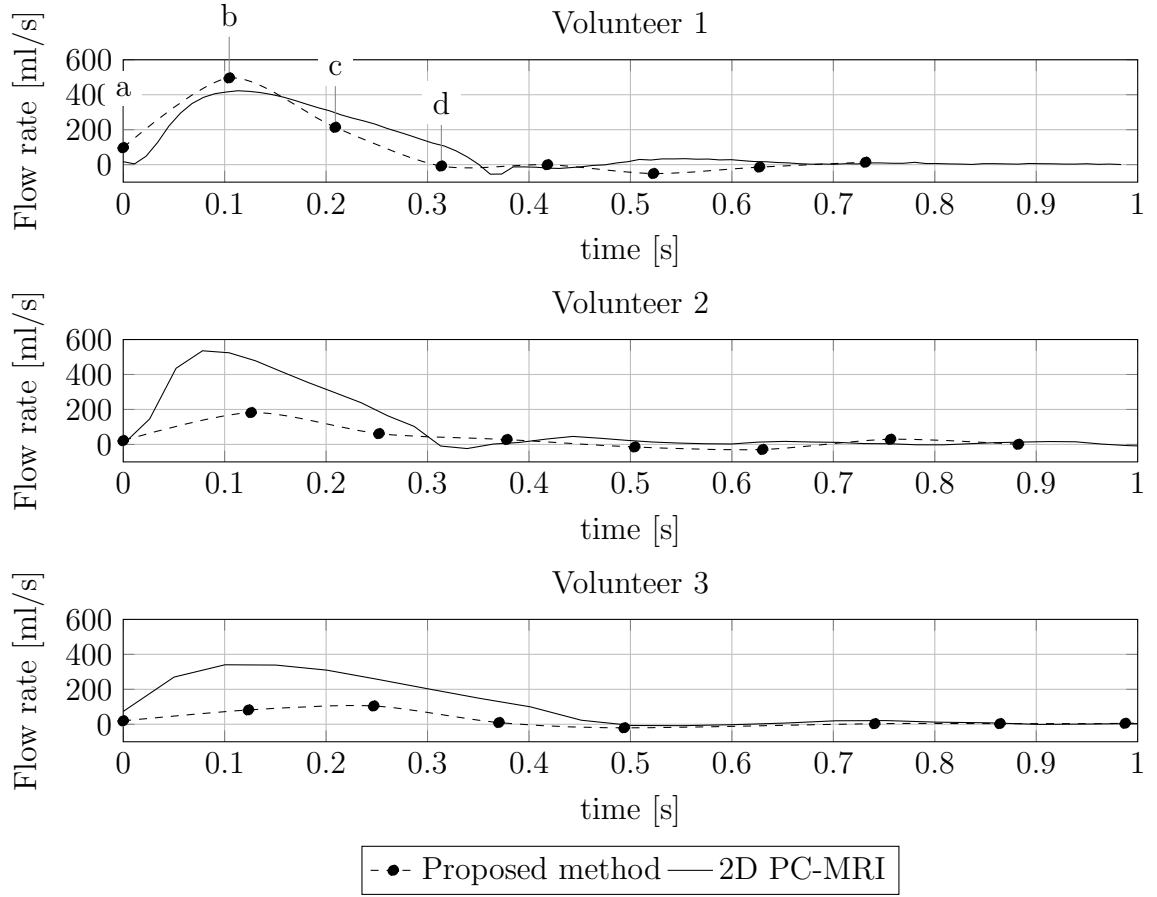 b
Volunteer 1
Flow rate [ml/s]
600
400
200
0
a
c
d
0 0.1 0.2 0.3 0.4 0.5 0.6 0.7 0.8 0.9 1
time [s]
Volunteer 2
Flow rate [ml/s]
600
400
200
0
0 0.1 0.2 0.3 0.4 0.5 0.6 0.7 0.8 0.9 1
time [s]
Volunteer 3
Flow rate [ml/s]
600
400
200
0
0 0.1 0.2 0.3 0.4 0.5 0.6 0.7 0.8 0.9 1
time [s]
Proposed method 2D PC-MRI